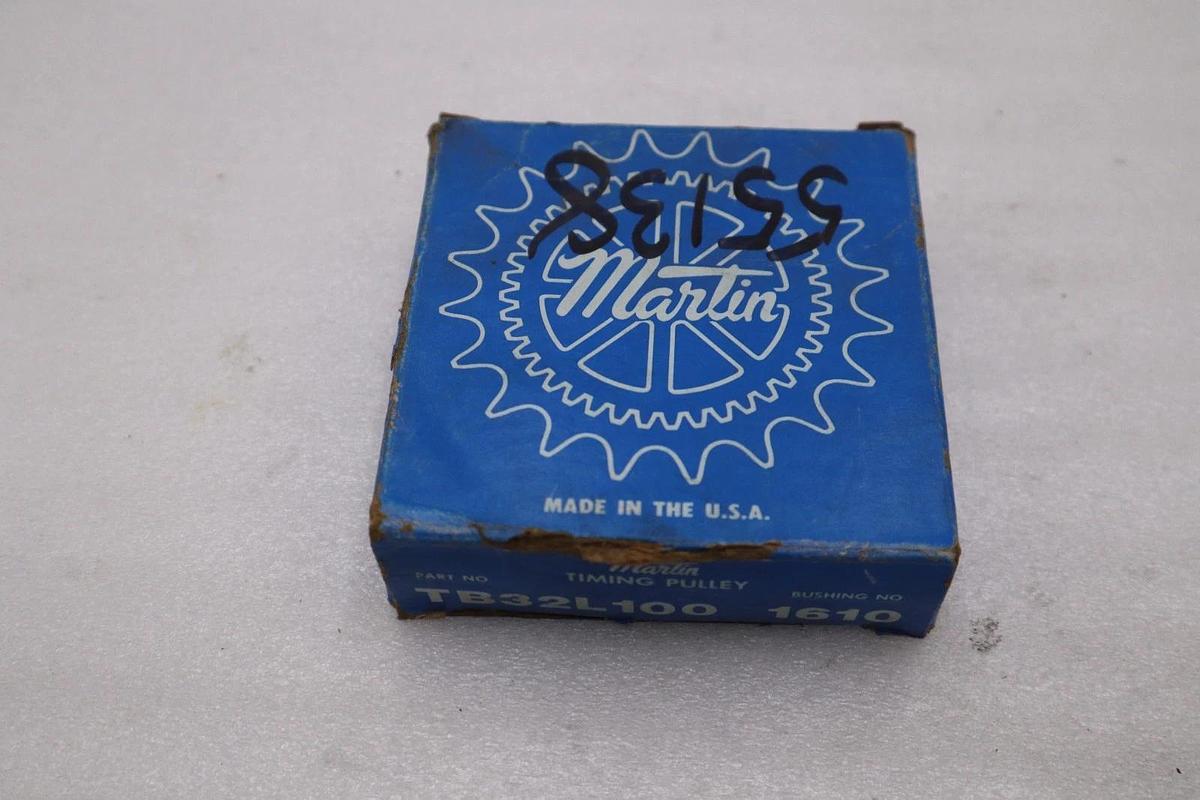 55138
Martin
MADE IN THE U.S.A.
Martin
TIMING PULLEY
PART NO BUSHING NO
TB32L100 1610